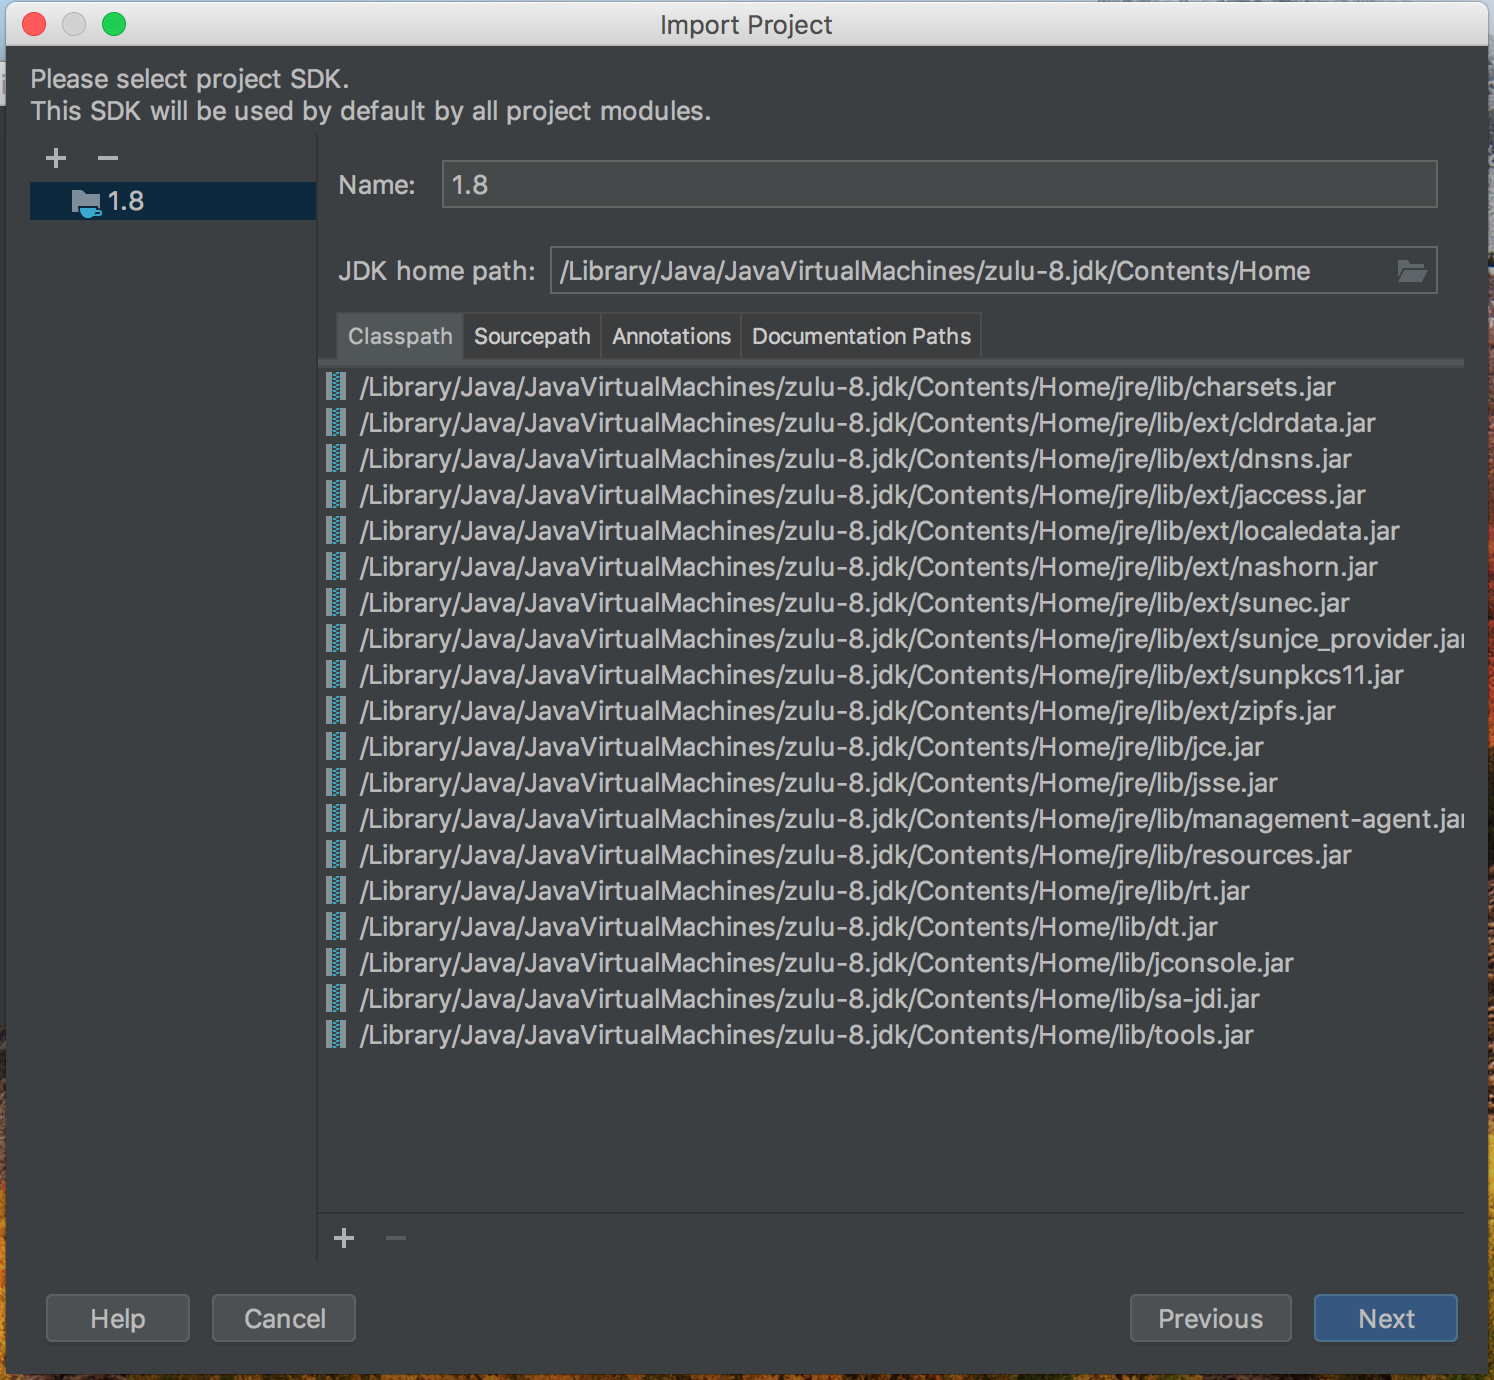 Import Project
Please select project SDK.
This SDK will be used by default by all project modules.
1.8
Name: 1.8
JDK home path: /Library/Java/JavaVirtualMachines/zulu-8.jdk/Contents/Home
Classpath Sourcepath Annotations Documentation Paths
/Library/Java/JavaVirtualMachines/zulu-8.jdk/Contents/Home/jre/lib/charsets.jar
/Library/Java/JavaVirtualMachines/zulu-8.jdk/Contents/Home/jre/lib/ext/cldrdata.jar
/Library/Java/JavaVirtualMachines/zulu-8.jdk/Contents/Home/jre/lib/ext/dnsns.jar
/Library/Java/JavaVirtualMachines/zulu-8.jdk/Contents/Home/jre/lib/ext/jaccess.jar
/Library/Java/JavaVirtualMachines/zulu-8.jdk/Contents/Home/jre/lib/ext/localedata.jar
/Library/Java/JavaVirtualMachines/zulu-8.jdk/Contents/Home/jre/lib/ext/nashorn.jar
/Library/Java/JavaVirtualMachines/zulu-8.jdk/Contents/Home/jre/lib/ext/sunec.jar
/Library/Java/JavaVirtualMachines/zulu-8.jdk/Contents/Home/jre/lib/ext/sunjce_provider.jar
/Library/Java/JavaVirtualMachines/zulu-8.jdk/Contents/Home/jre/lib/ext/sunpkcs11.jar
/Library/Java/JavaVirtualMachines/zulu-8.jdk/Contents/Home/jre/lib/ext/zipfs.jar
/Library/Java/JavaVirtualMachines/zulu-8.jdk/Contents/Home/jre/lib/jce.jar
/Library/Java/JavaVirtualMachines/zulu-8.jdk/Contents/Home/jre/lib/jsse.jar
/Library/Java/JavaVirtualMachines/zulu-8.jdk/Contents/Home/jre/lib/management-agent.jar
/Library/Java/JavaVirtualMachines/zulu-8.jdk/Contents/Home/jre/lib/resources.jar
/Library/Java/JavaVirtualMachines/zulu-8.jdk/Contents/Home/jre/lib/rt.jar
/Library/Java/JavaVirtualMachines/zulu-8.jdk/Contents/Home/lib/dt.jar
/Library/Java/JavaVirtualMachines/zulu-8.jdk/Contents/Home/lib/jconsole.jar
/Library/Java/JavaVirtualMachines/zulu-8.jdk/Contents/Home/lib/sa-jdi.jar
/Library/Java/JavaVirtualMachines/zulu-8.jdk/Contents/Home/lib/tools.jar
Help Cancel Previous Next